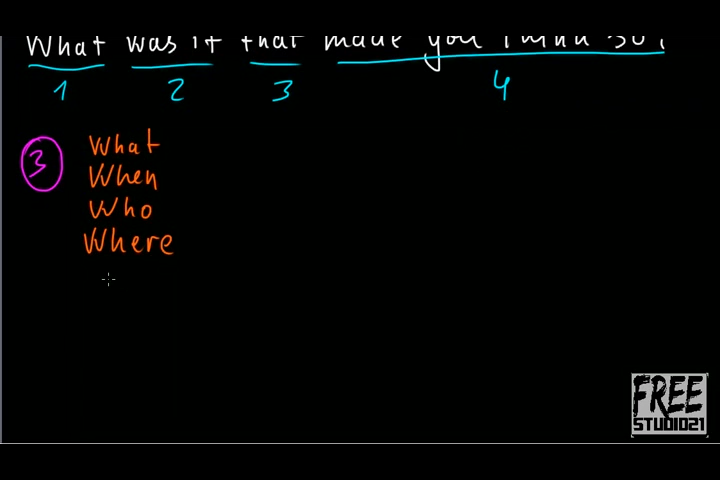 What was it that made you think so?
1 2 3 4
3 What
When
Who
Where
FREE
STUDIO21